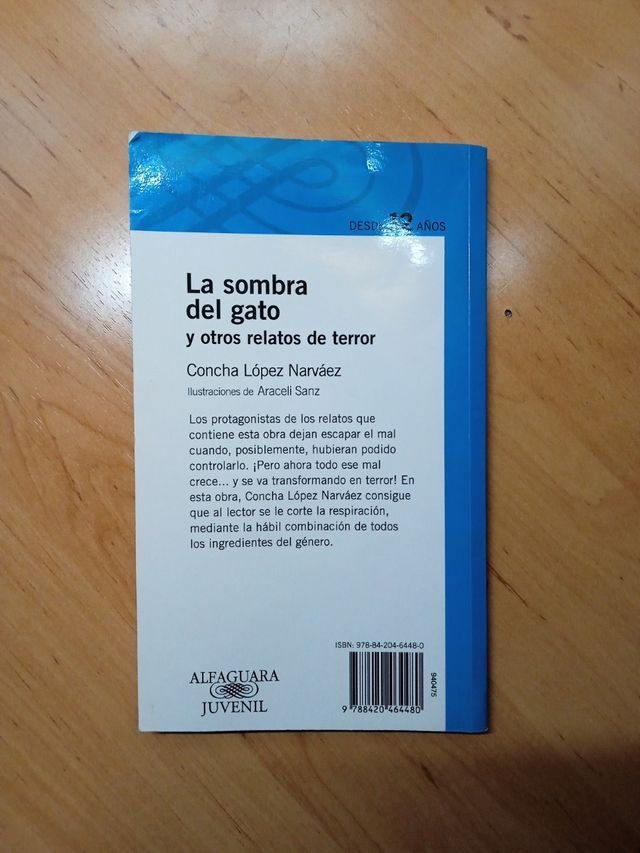 DESDE 12 AÑOS
La sombra
del gato
y otros relatos de terror
Concha López Narváez
Ilustraciones de Araceli Sanz
Los protagonistas de los relatos que
contiene esta obra dejan escapar el mal
cuando, posiblemente, hubieran podido
controlarlo. ¡Pero ahora todo ese mal
crece... y se va transformando en terror! En
esta obra, Concha López Narváez consigue
que al lector se le corte la respiración,
mediante la hábil combinación de todos
los ingredientes del género.
ISBN: 978-84-204-6448-0
940475
9 788420 464480
ALFAGUARA
JUVENIL